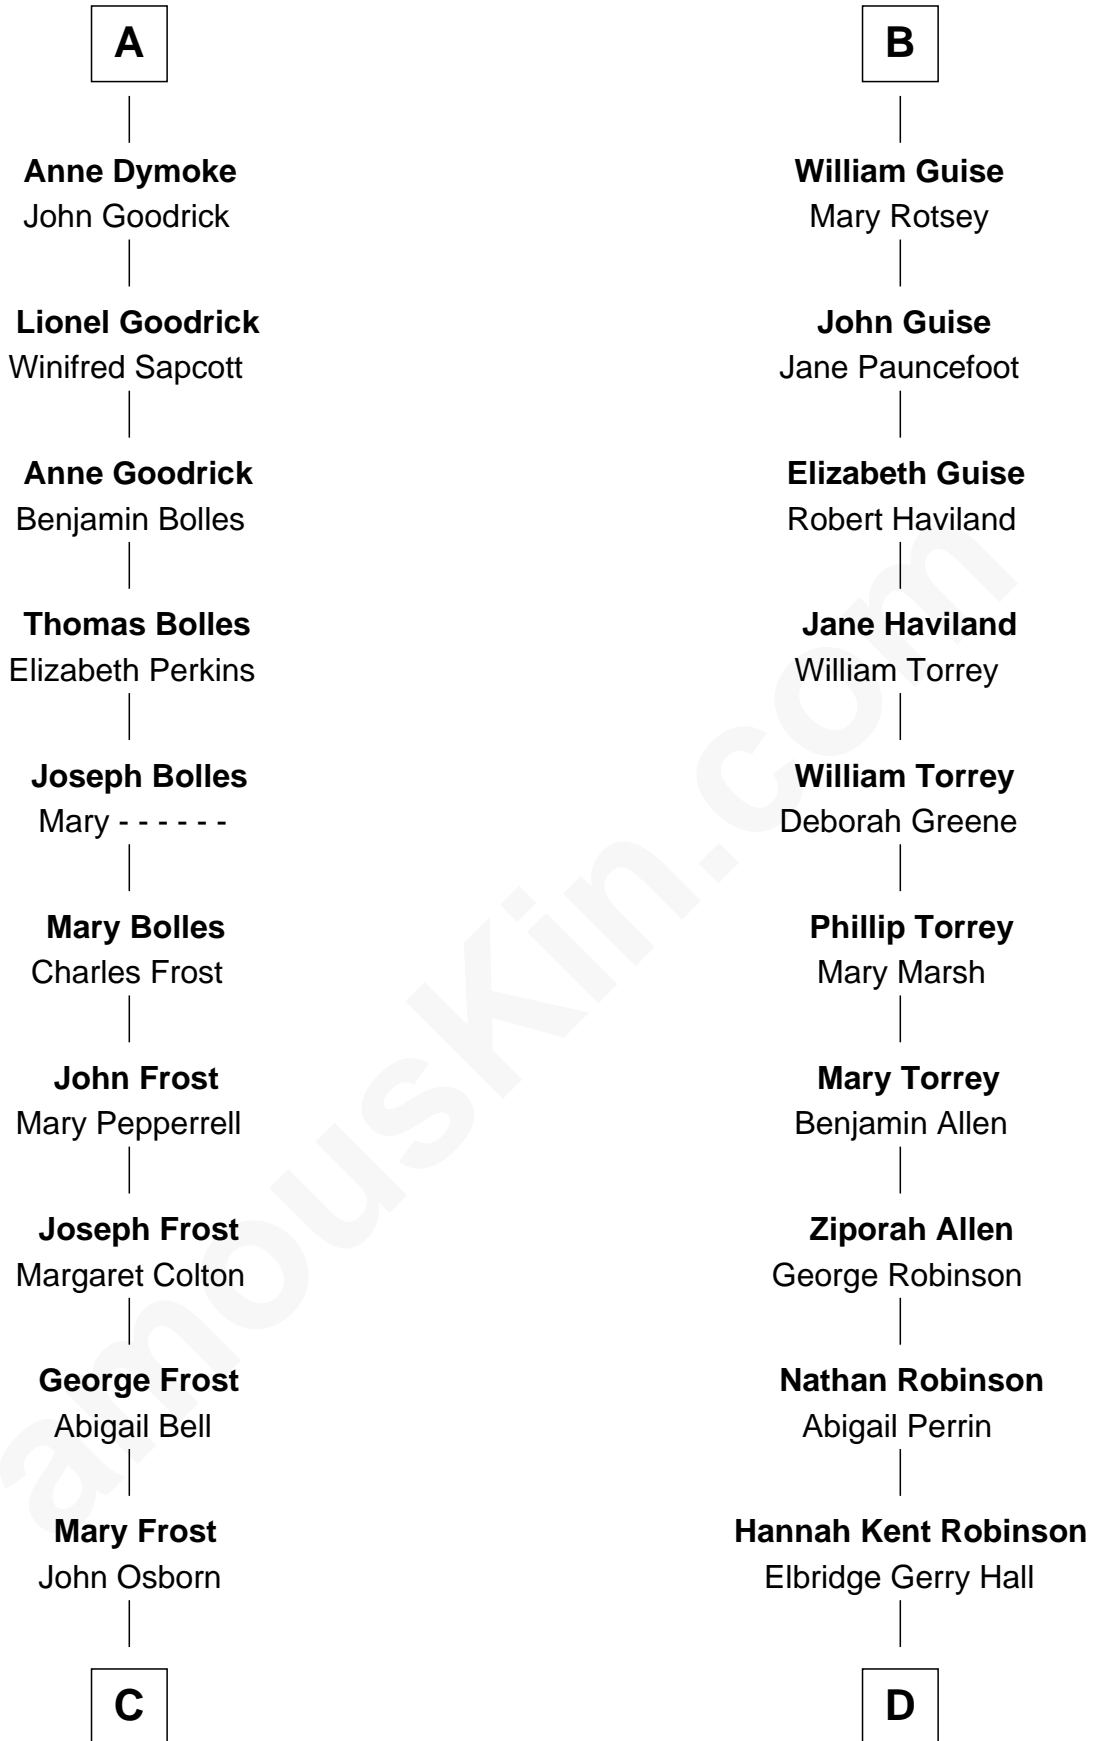 A
Anne Dymoke
John Goodrick
Lionel Goodrick
Winifred Sapcott
Anne Goodrick
Benjamin Bolles
Thomas Bolles
Elizabeth Perkins
Joseph Bolles
Mary - - - - - -
Mary Bolles
Charles Frost
John Frost
Mary Pepperrell
Joseph Frost
Margaret Colton
George Frost
Abigail Bell
Mary Frost
John Osborn
C
B
William Guise
Mary Rotsey
John Guise
Jane Pauncefoot
Elizabeth Guise
Robert Haviland
Jane Haviland
William Torrey
William Torrey
Deborah Greene
Phillip Torrey
Mary Marsh
Mary Torrey
Benjamin Allen
Ziporah Allen
George Robinson
Nathan Robinson
Abigail Perrin
Hannah Kent Robinson
Elbridge Gerry Hall
D
amousKin.com